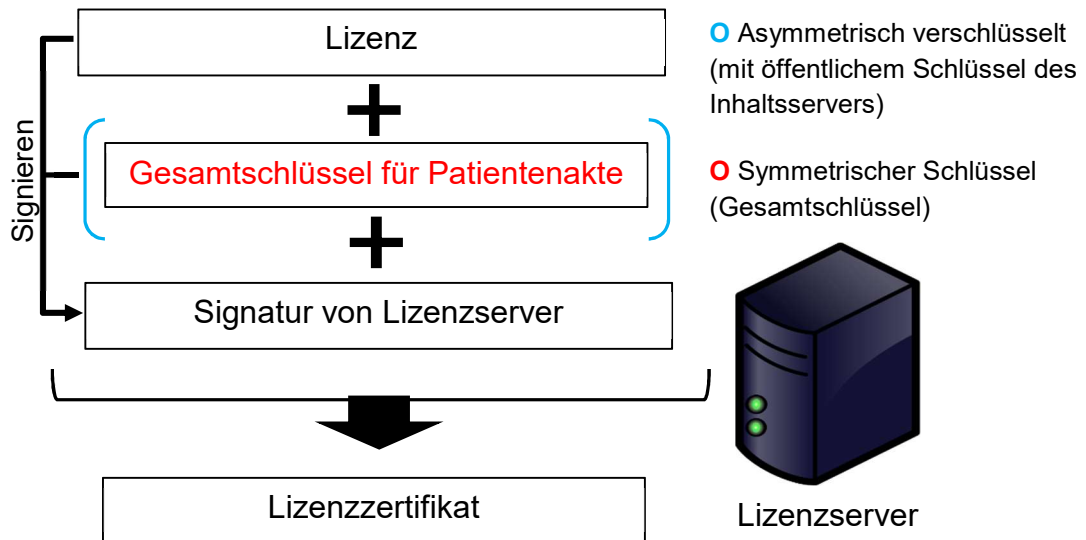 Lizenz
Signieren
Gesamtschlüssel für Patientenakte
Signatur von Lizenzserver
Lizenzzertifikat
O Asymmetrisch verschlüsselt
(mit öffentlichem Schlüssel des
Inhaltsservers)
O Symmetrischer Schlüssel
(Gesamtschlüssel)
Lizenzserver